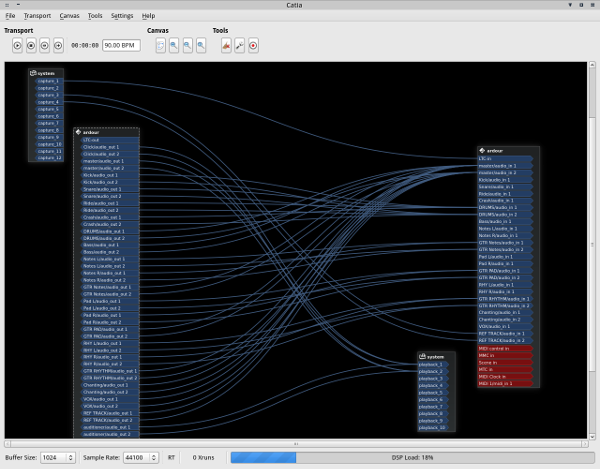 Catia
File Transport Canvas Tools Settings Help
Transport Canvas Tools
00:00:00 90.00 BPM
system
capture_1
capture_2
capture_3
capture_4
capture_5
capture_6
capture_7
capture_8
capture_9
capture_10
capture_11
capture_12
ardour
LTC-out
Click/audio_out 1
Click/audio_out 2
master/audio_out 1
master/audio_out 2
Kick/audio_out 1
Kick/audio_out 2
Snare/audio_out 1
Snare/audio_out 2
Ride/audio_out 1
Ride/audio_out 2
Crash/audio_out 1
Crash/audio_out 2
DRUMS/audio_out 1
DRUMS/audio_out 2
Bass/audio_out 1
Bass/audio_out 2
Notes L/audio_out 1
Notes L/audio_out 2
Notes R/audio_out 1
Notes R/audio_out 2
GTR Notes/audio_out 1
GTR Notes/audio_out 2
Pad L/audio_out 1
Pad L/audio_out 2
Pad R/audio_out 1
Pad R/audio_out 2
GTR PAD/audio_out 1
GTR PAD/audio_out 2
RHY L/audio_out 1
RHY L/audio_out 2
RHY R/audio_out 1
RHY R/audio_out 2
GTR RHYTHM/audio_out 1
GTR RHYTHM/audio_out 2
Chanting/audio_out 1
Chanting/audio_out 2
VOX/audio_out 1
VOX/audio_out 2
REF TRACK/audio_out 1
REF TRACK/audio_out 2
auditioner/audio_out 1
auditioner/audio_out 2
ardour
LTC-in
master/audio_in 1
master/audio_in 2
Kick/audio_in 1
Snare/audio_in 1
Ride/audio_in 1
Crash/audio_in 1
DRUMS/audio_in 1
DRUMS/audio_in 2
Bass/audio_in 1
Notes L/audio_in 1
Notes R/audio_in 1
GTR Notes/audio_in 1
GTR Notes/audio_in 2
Pad L/audio_in 1
Pad R/audio_in 1
GTR PAD/audio_in 1
GTR PAD/audio_in 2
RHY L/audio_in 1
RHY R/audio_in 1
GTR RHYTHM/audio_in 1
GTR RHYTHM/audio_in 2
Chanting/audio_in 1
Chanting/audio_in 2
VOX/audio_in 1
REF TRACK/audio_in 1
REF TRACK/audio_in 2
MIDI control in
MMC in
Scene in
MTC in
MIDI Clock in
system
playback_1
playback_2
playback_3
playback_4
playback_5
playback_6
playback_7
playback_8
playback_9
playback_10
Buffer Size: 1024 Sample Rate: 44100 RT 0 Xruns DSP Load: 18%